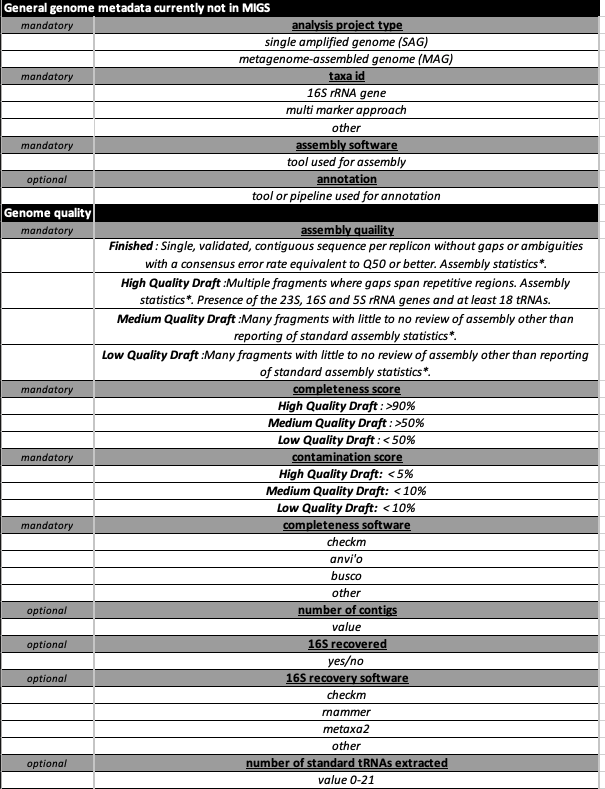 General genome metadata currently not in MIGS
mandatory analysis project type
single amplified genome (SAG)
metagenome-assembled genome (MAG)
mandatory taxa id
16S rRNA gene
multi marker approach
other
mandatory assembly software
tool used for assembly
optional annotation
tool or pipeline used for annotation
Genome quality
mandatory assembly quaility
Finished : Single, validated, contiguous sequence per replicon without gaps or ambiguities
with a consensus error rate equivalent to Q50 or better. Assembly statistics*.
High Quality Draft :Multiple fragments where gaps span repetitive regions. Assembly
statistics*. Presence of the 23S, 16S and 5S rRNA genes and at least 18 tRNAs.
Medium Quality Draft :Many fragments with little to no review of assembly other than
reporting of standard assembly statistics*.
Low Quality Draft :Many fragments with little to no review of assembly other than reporting
of standard assembly statistics*.
mandatory completeness score
High Quality Draft : >90%
Medium Quality Draft : >50%
Low Quality Draft : < 50%
mandatory contamination score
High Quality Draft: < 5%
Medium Quality Draft: < 10%
Low Quality Draft: < 10%
mandatory completeness software
checkm
anvi'o
busco
other
optional number of contigs
value
optional 16S recovered
yes/no
optional 16S recovery software
checkm
rnammer
metaxa2
other
optional number of standard tRNAs extracted
value 0-21